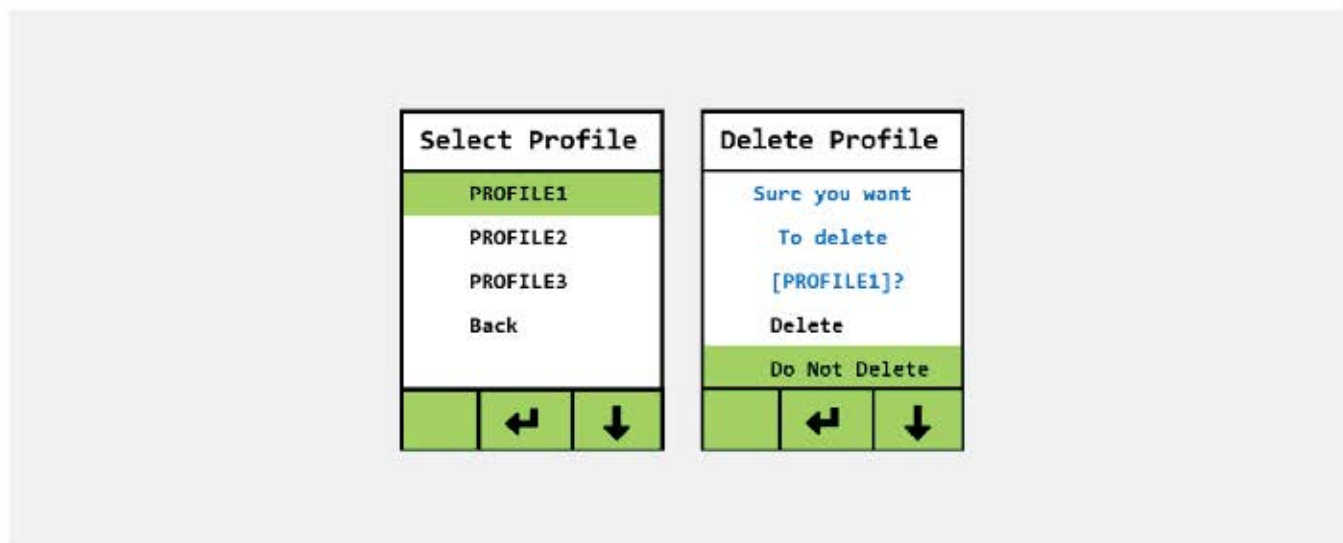 Select Profile
PROFILE1
PROFILE2
PROFILE3
Back
Delete Profile
Sure you want
To delete
[PROFILE1]?
Delete
Do Not Delete